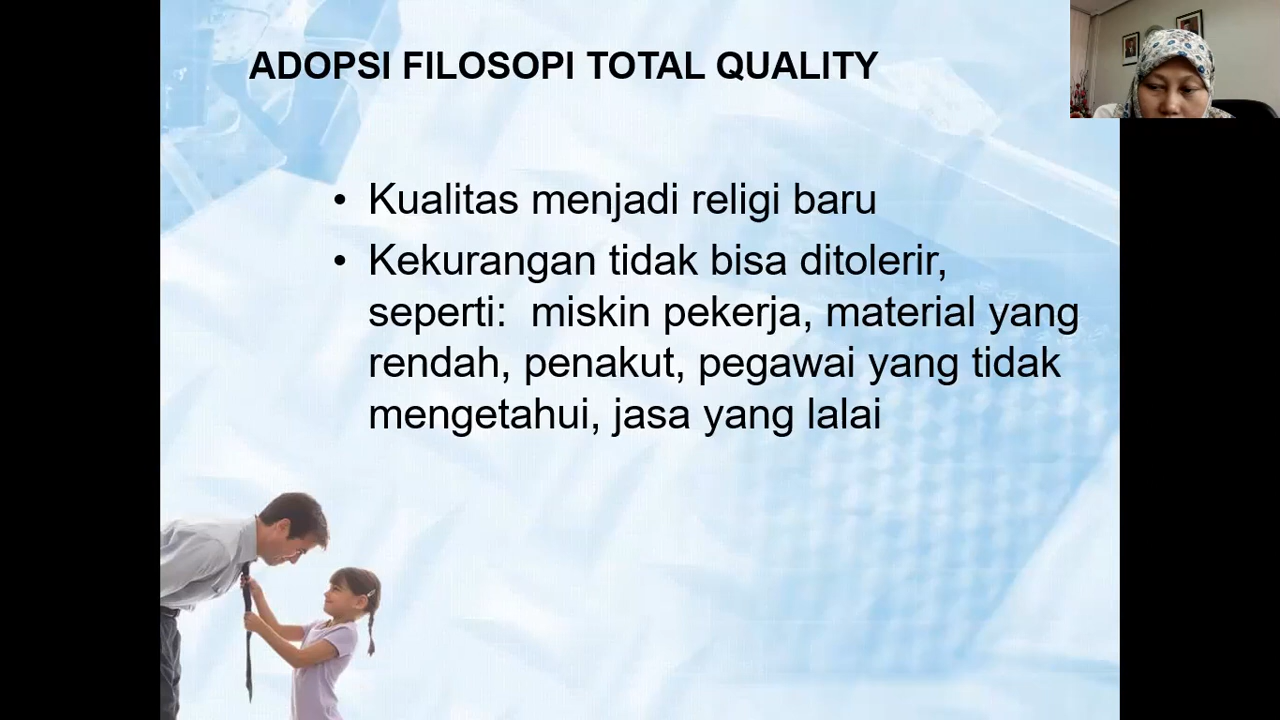 ADOPSI FILOSOPI TOTAL QUALITY
• Kualitas menjadi religi baru
• Kekurangan tidak bisa ditolerir,
seperti:  miskin pekerja, material yang
rendah, penakut, pegawai yang tidak
mengetahui, jasa yang lalai